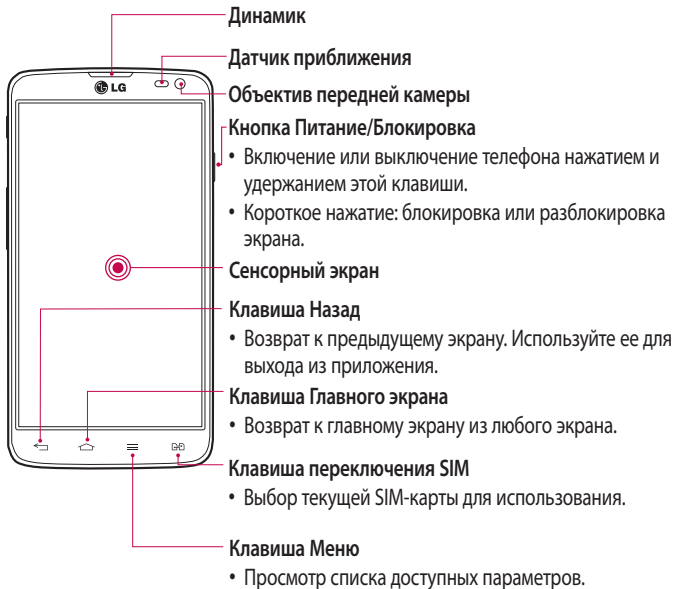 Динамик
Датчик приближения
LG
Объектив передней камеры
Кнопка Питание/Блокировка
• Включение или выключение телефона нажатием и
удержанием этой клавиши.
• Короткое нажатие: блокировка или разблокировка
экрана.
Сенсорный экран
Клавиша Назад
• Возврат к предыдущему экрану. Используйте ее для
выхода из приложения.
Клавиша Главного экрана
• Возврат к главному экрану из любого экрана.
Клавиша переключения SIM
• Выбор текущей SIM-карты для использования.
Клавиша Меню
• Просмотр списка доступных параметров.